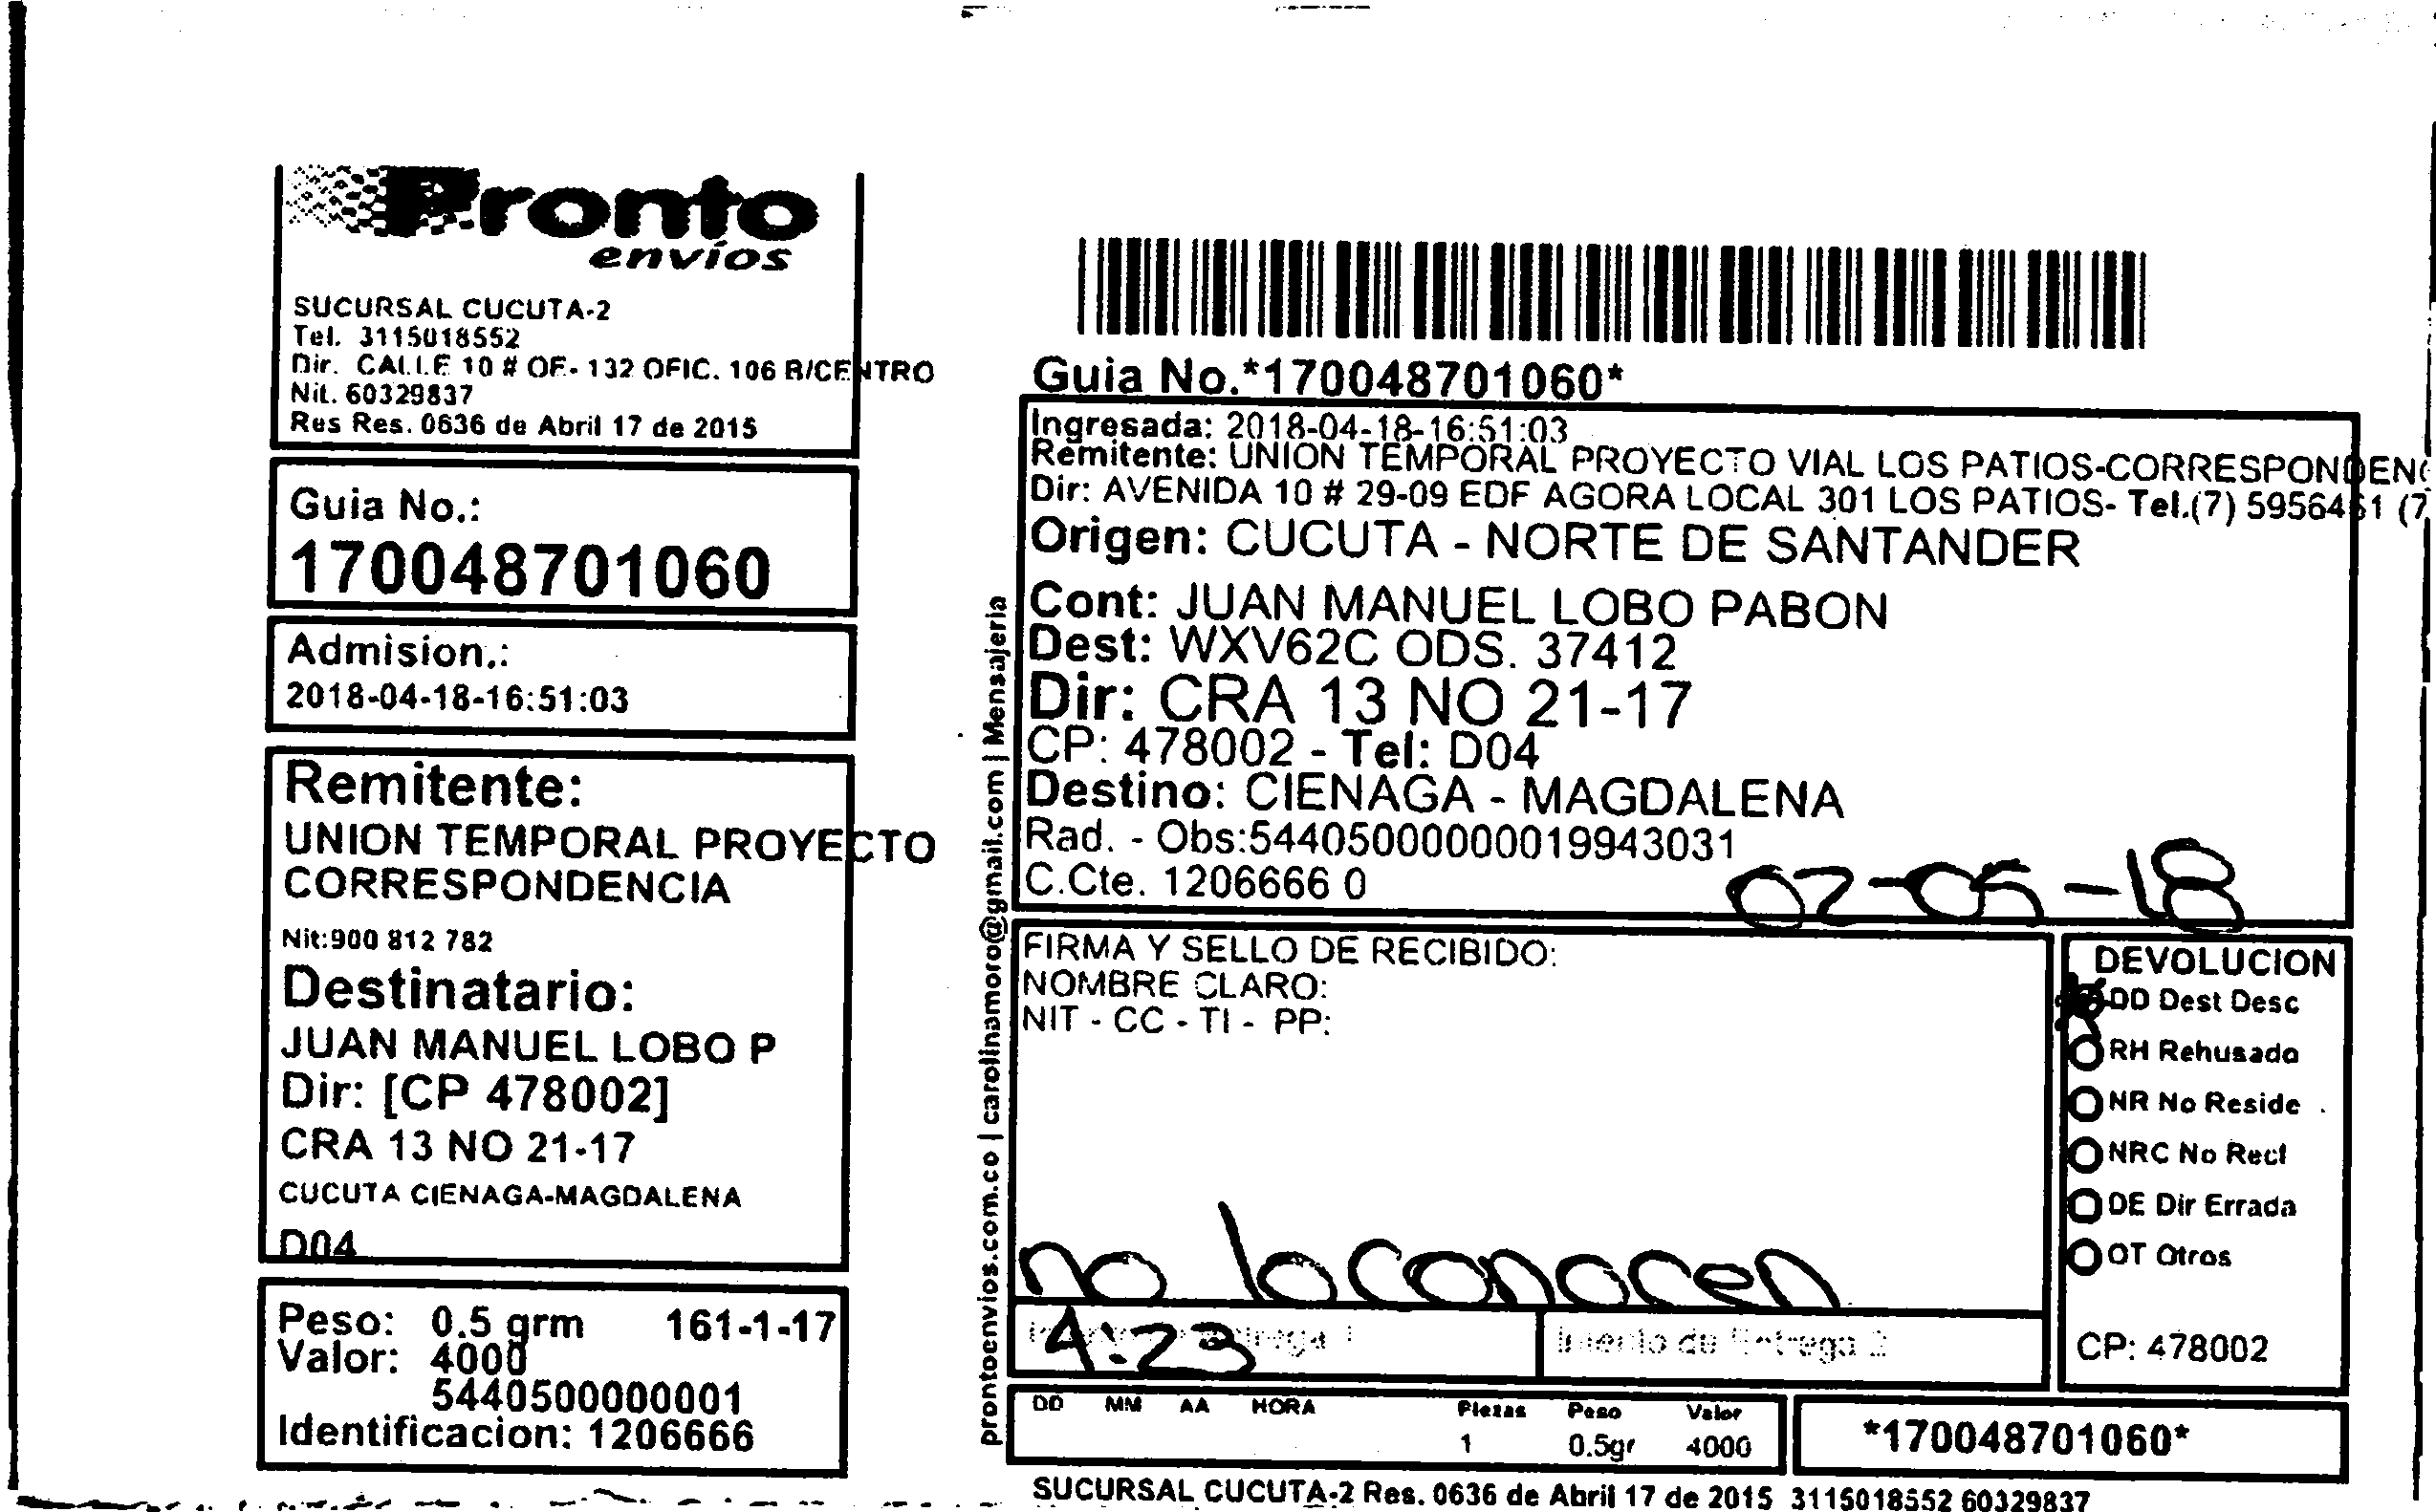 Pronto
envíos
SUCURSAL CUCUTA-2
Tel. 3115018552
Dir. CALLE 10 # OE- 132 OFIC. 106 B/CENTRO
Nit. 60329837
Res Res. 0636 de Abril 17 de 2015
Guia No.:
170048701060
Admision.:
2018-04-18-16:51:03
Remitente:
UNION TEMPORAL PROYECTO
CORRESPONDENCIA
Nit:900 812 782
Destinatario:
JUAN MANUEL LOBO P
Dir: [CP 478002]
CRA 13 NO 21-17
CUCUTA CIENAGA-MAGDALENA
D04
Peso: 0.5 grm 161-1-17
Valor: 4000
5440500000001
Identificacion: 1206666
prontoenvios.com.co | carolinamoro@gmail.com | Mensajeria
Guia No.*170048701060*
Ingresada: 2018-04-18-16:51:03
Remitente: UNION TEMPORAL PROYECTO VIAL LOS PATIOS-CORRESPONDENC
Dir: AVENIDA 10 # 29-09 EDF AGORA LOCAL 301 LOS PATIOS- Tel.(7) 5956461 (7
Origen: CUCUTA - NORTE DE SANTANDER
Cont: JUAN MANUEL LOBO PABON
Dest: WXV62C ODS. 37412
Dir: CRA 13 NO 21-17
CP: 478002 - Tel: D04
Destino: CIENAGA - MAGDALENA
Rad. - Obs:544050000000019943031
C.Cte. 1206666 0
02-05-18
FIRMA Y SELLO DE RECIBIDO:
NOMBRE CLARO:
NIT - CC - TI - PP:
no lo conocen
4:23
Intento de Entrega 2
DEVOLUCION
DD Dest Desc
RH Rehusado
NR No Reside
NRC No Recl
DE Dir Errada
OT Otros
CP: 478002
DD MM AA HORA Piezas Peso Valor
1 0.5gr 4000
*170048701060*
SUCURSAL CUCUTA-2 Res. 0636 de Abril 17 de 2015 3115018552 60329837